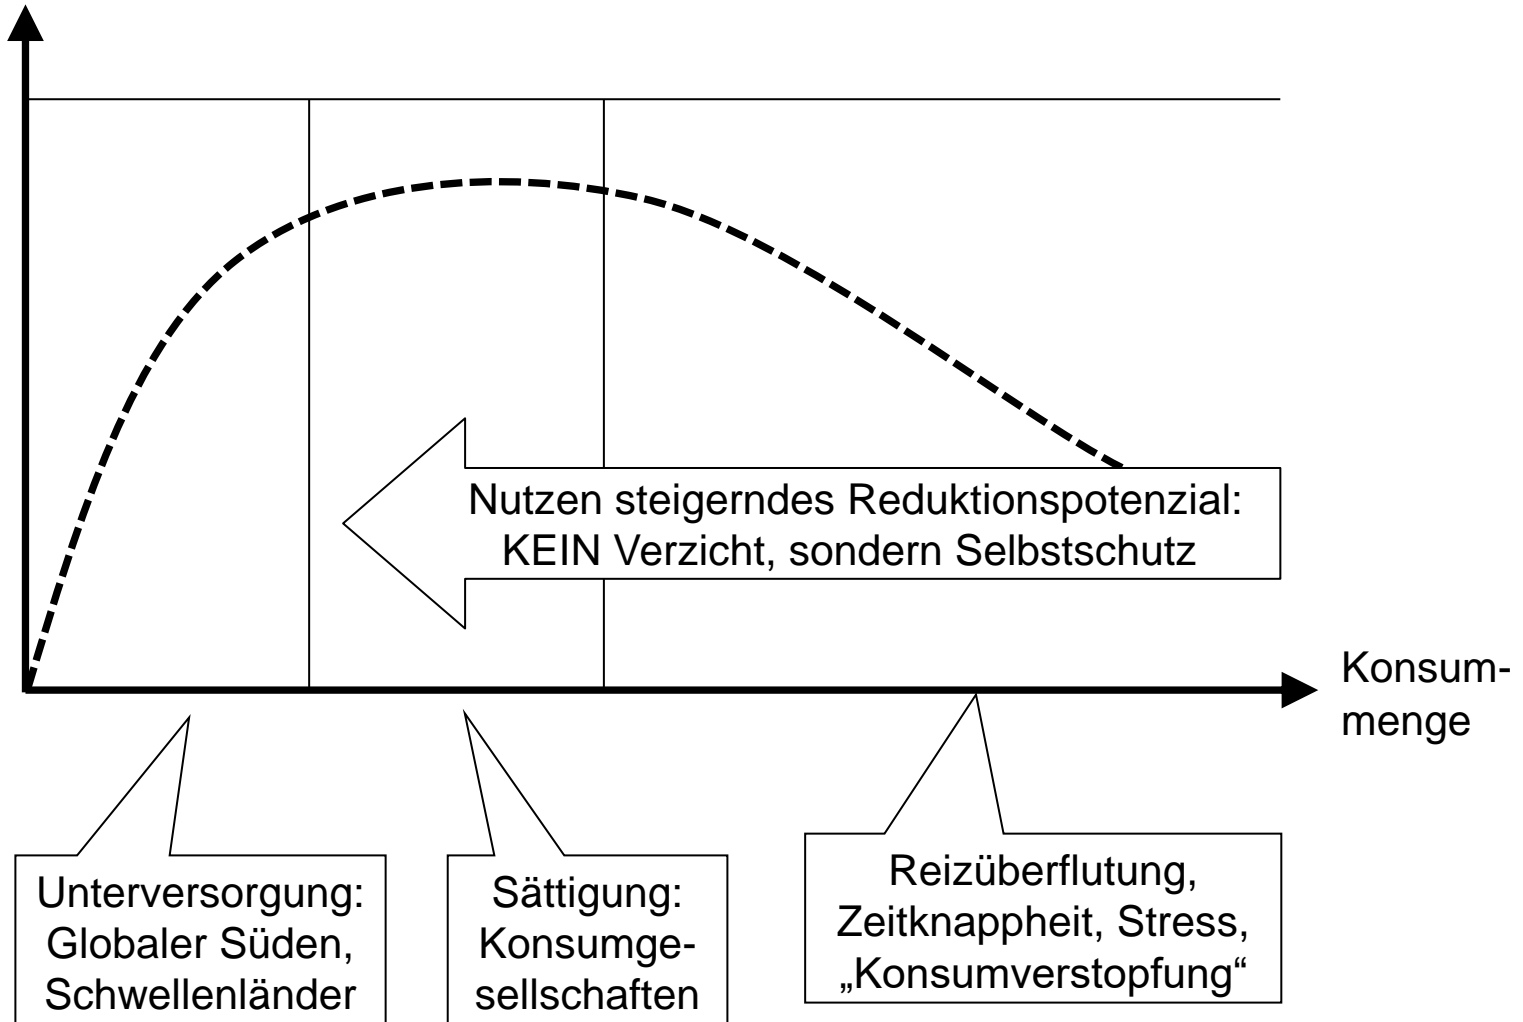 Nutzen steigerndes Reduktionspotenzial:
KEIN Verzicht, sondern Selbstschutz
Konsum-
menge
Unterversorgung:
Globaler Süden,
Schwellenländer
Sättigung:
Konsumge-
sellschaften
Reizüberflutung,
Zeitknappheit, Stress,
„Konsumverstopfung“